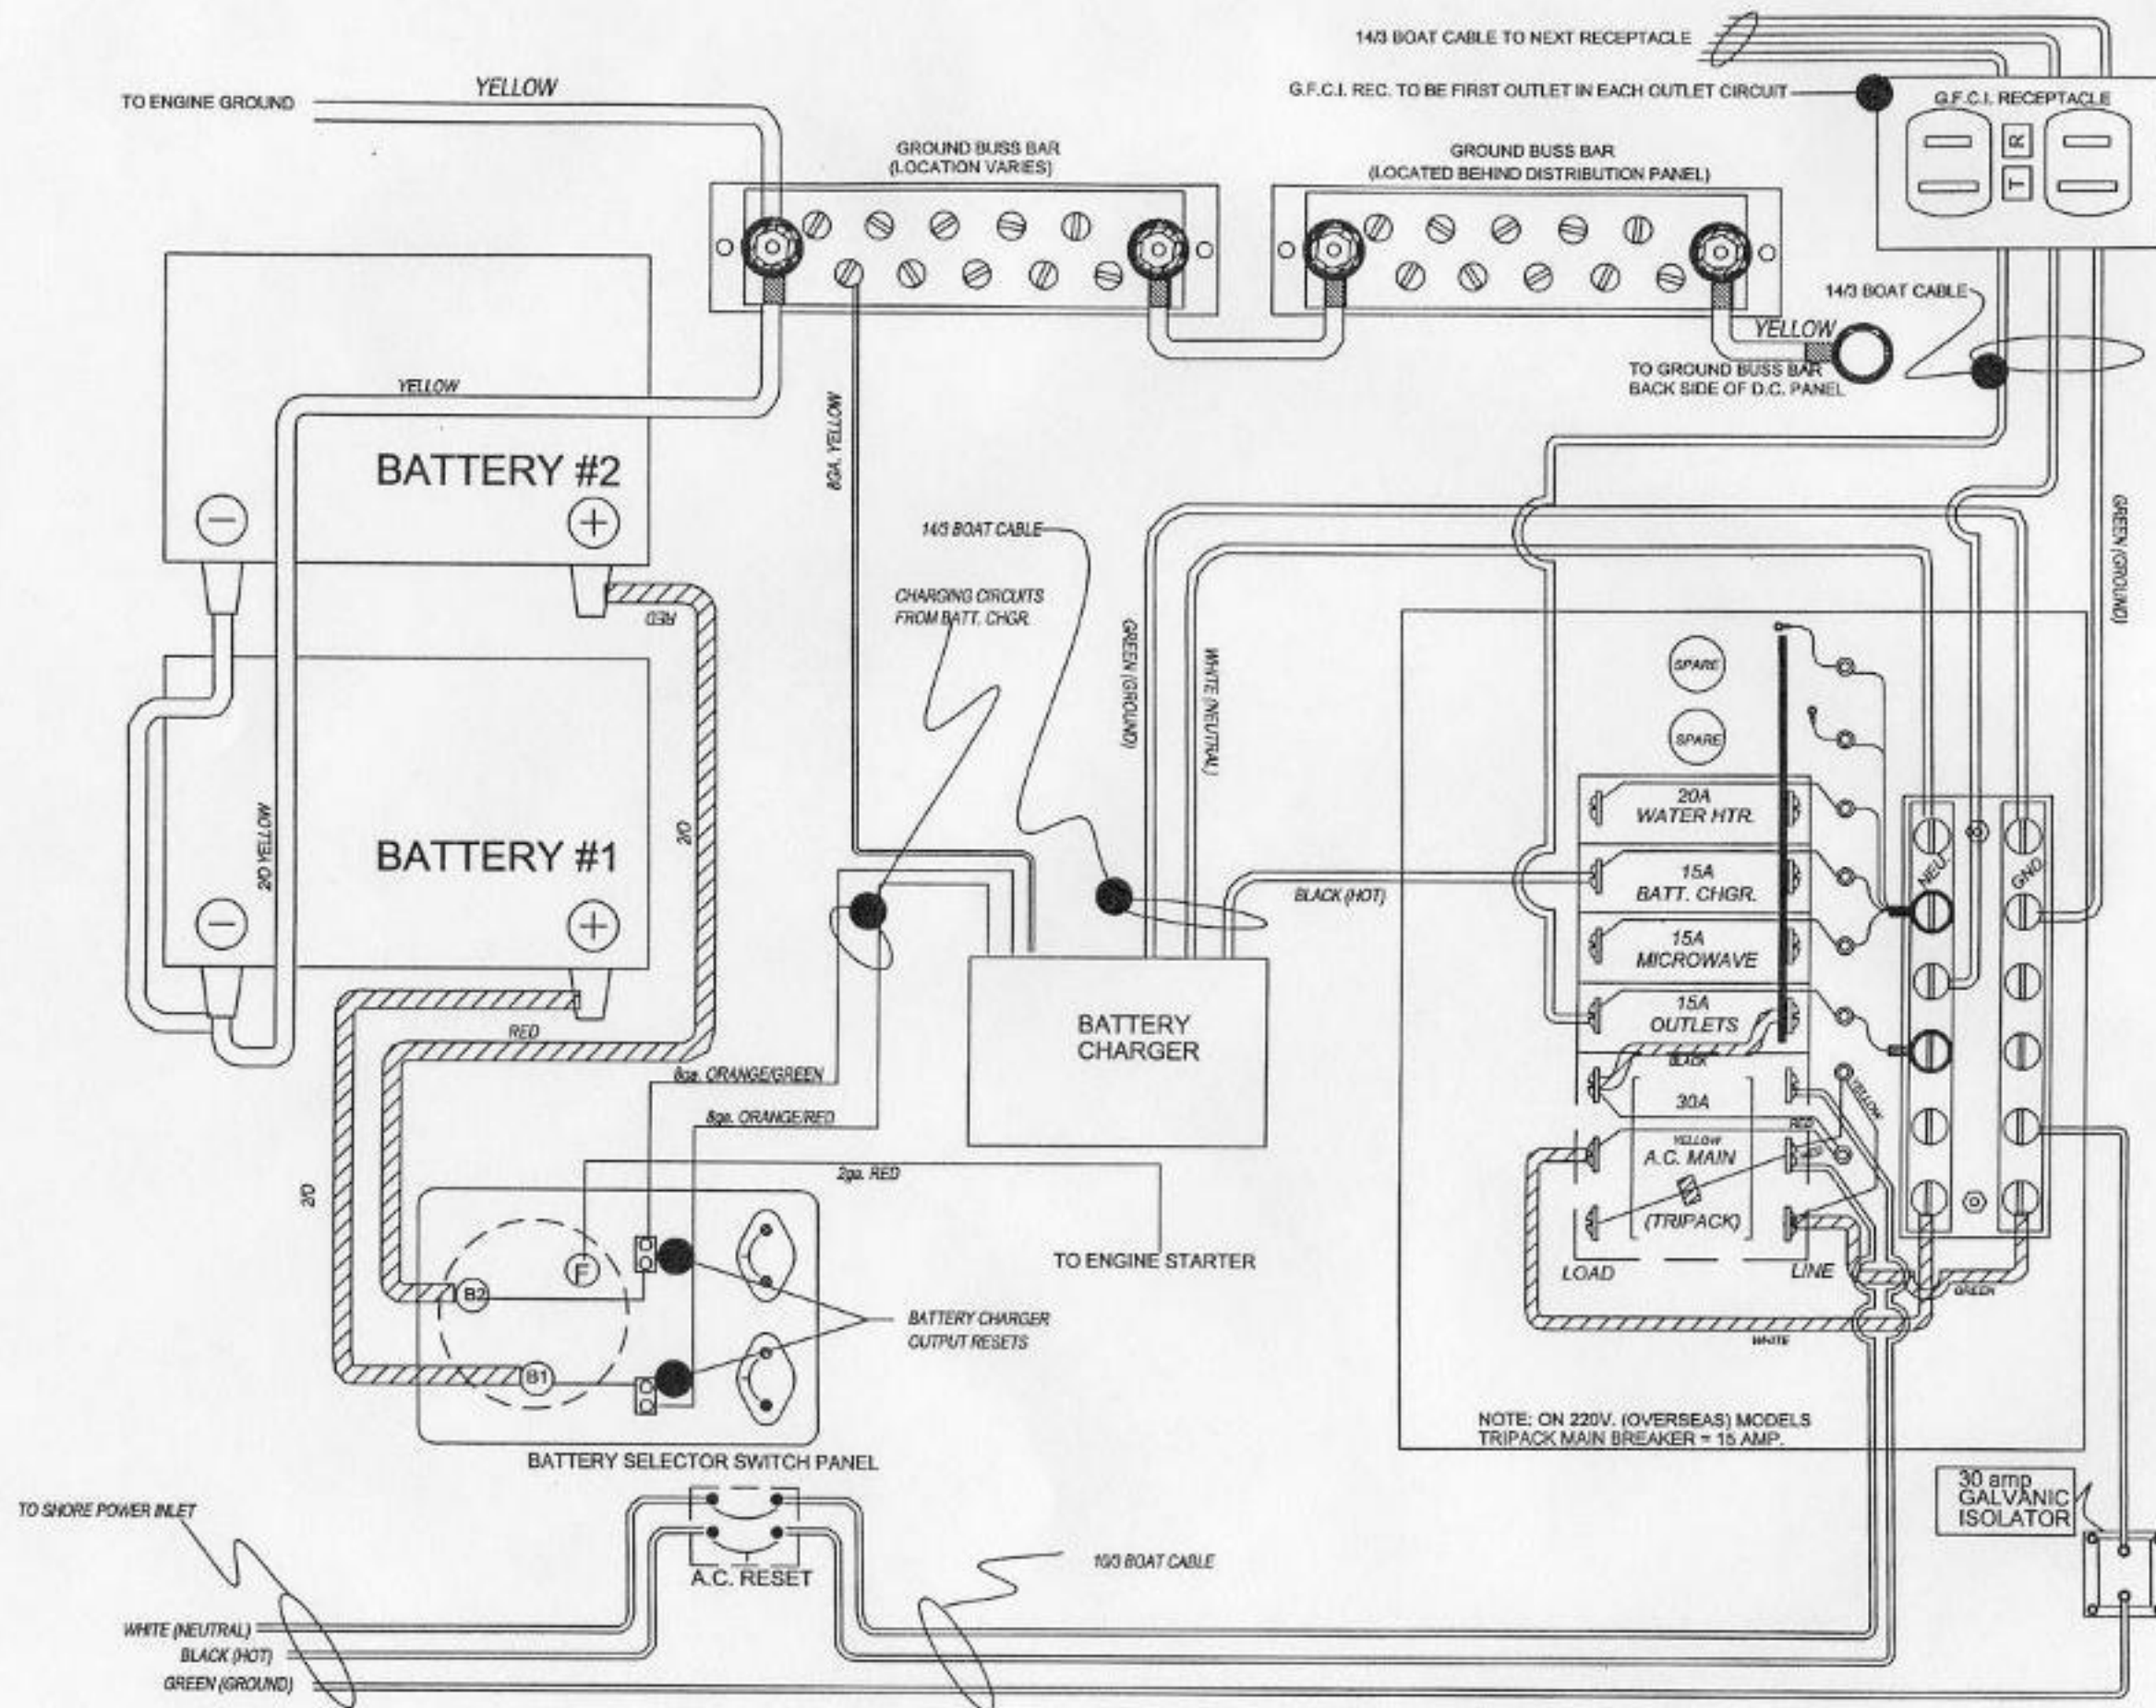 14/3 BOAT CABLE TO NEXT RECEPTACLE
YELLOW
TO ENGINE GROUND
G.F.C.I. REC. TO BE FIRST OUTLET IN EACH OUTLET CIRCUIT
G.F.C.I. RECEPTACLE
R
T
GROUND BUSS BAR
(LOCATION VARIES)
GROUND BUSS BAR
(LOCATED BEHIND DISTRIBUTION PANEL)
14/3 BOAT CABLE
YELLOW
TO GROUND BUSS BAR
BACK SIDE OF D.C. PANEL
YELLOW
8GA. YELLOW
BATTERY #2
−
+
14/3 BOAT CABLE
GREEN (GROUND)
CHARGING CIRCUITS
FROM BATT. CHGR.
RED
GREEN (GROUND)
WHITE (NEUTRAL)
SPARE
SPARE
20A
WATER HTR.
2/0 YELLOW
2/0
BATTERY #1
−
+
BLACK (HOT)
15A
BATT. CHGR.
NEU.
GND.
15A
MICROWAVE
15A
OUTLETS
BATTERY
CHARGER
RED
BLACK
8ga. ORANGE/GREEN
30A
YELLOW
8ga. ORANGE/RED
RED
YELLOW
A.C. MAIN
2ga. RED
2/0
(TRIPACK)
F
TO ENGINE STARTER
LOAD
LINE
GREEN
B2
BATTERY CHARGER
OUTPUT RESETS
WHITE
B1
NOTE: ON 220V. (OVERSEAS) MODELS
TRIPACK MAIN BREAKER = 15 AMP.
BATTERY SELECTOR SWITCH PANEL
30 amp
GALVANIC
ISOLATOR
TO SHORE POWER INLET
10/3 BOAT CABLE
A.C. RESET
WHITE (NEUTRAL)
BLACK (HOT)
GREEN (GROUND)